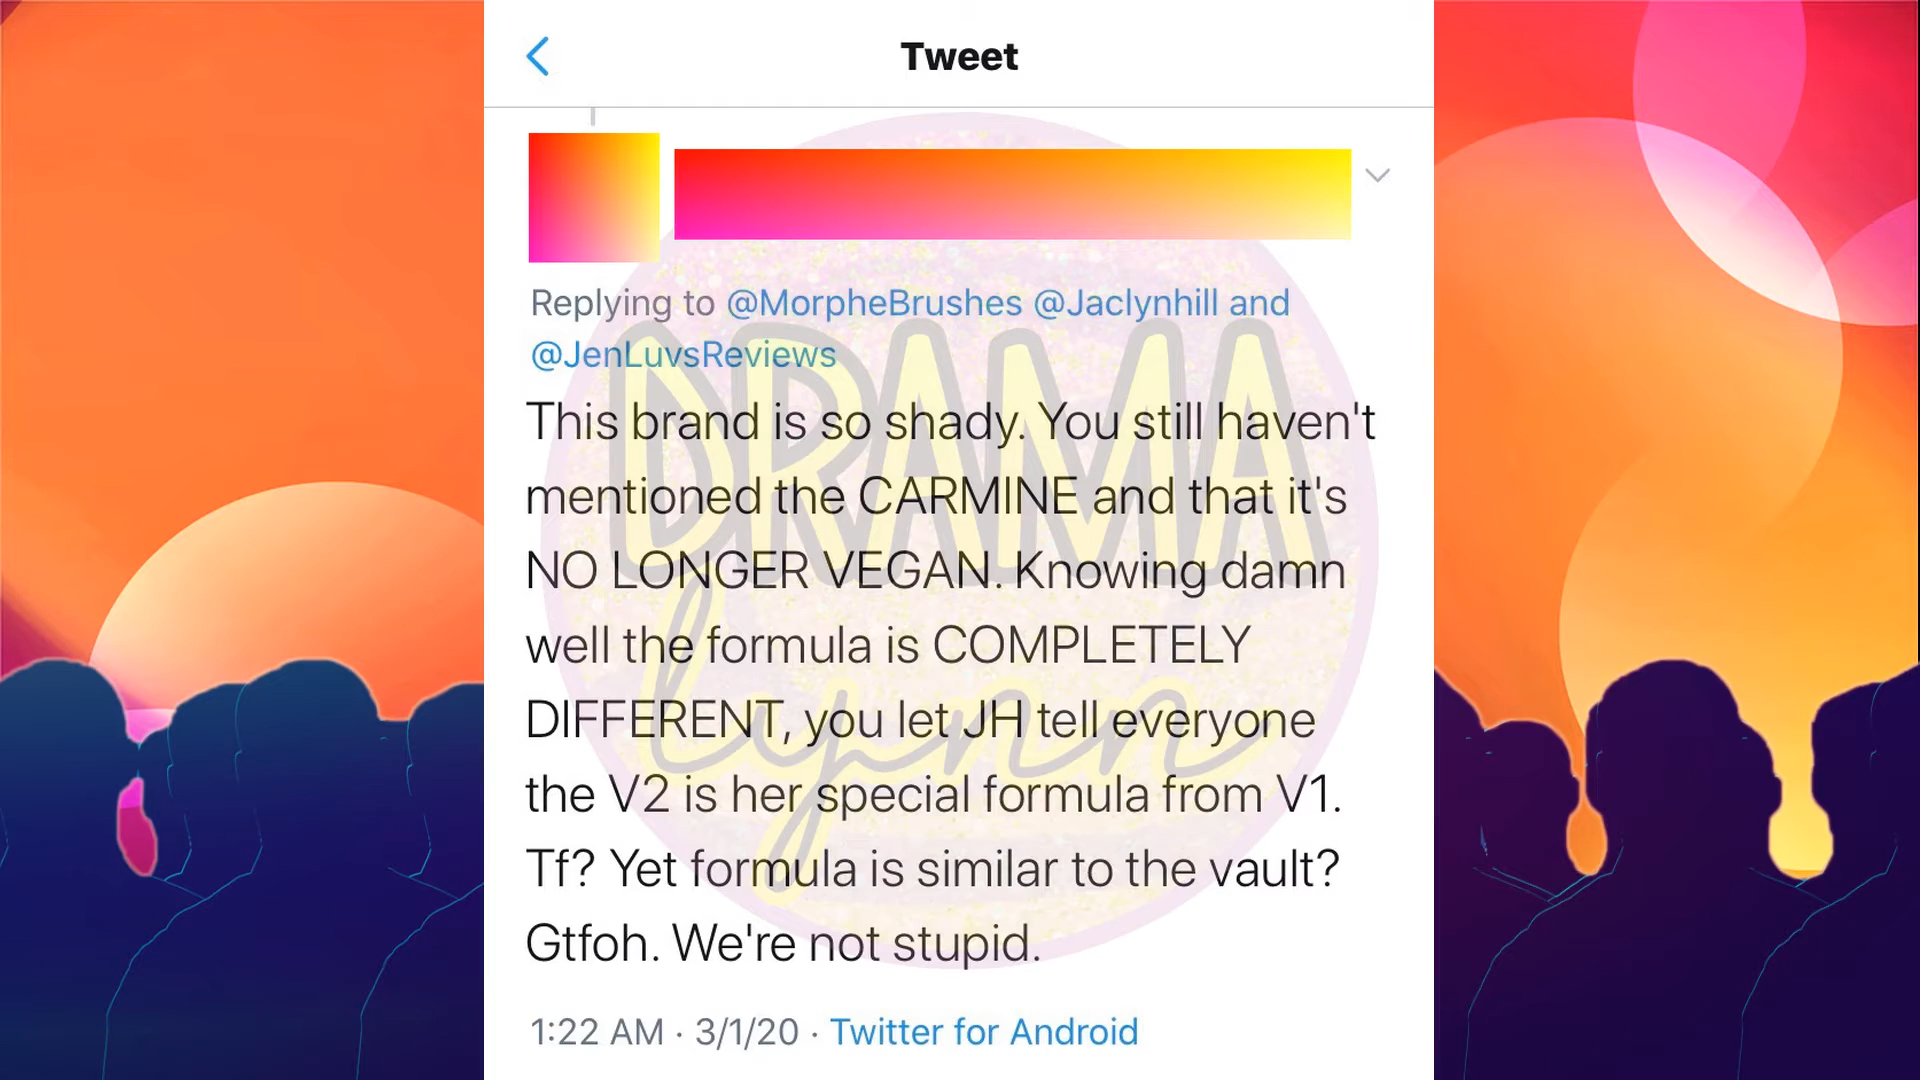 Tweet
Replying to @MorpheBrushes @Jaclynhill and
@JenLuvsReviews
This brand is so shady. You still haven't
mentioned the CARMINE and that it's
NO LONGER VEGAN. Knowing damn
well the formula is COMPLETELY
DIFFERENT, you let JH tell everyone
the V2 is her special formula from V1.
Tf? Yet formula is similar to the vault?
Gtfoh. We're not stupid.
1:22 AM · 3/1/20 · Twitter for Android
DRAMA
lynn